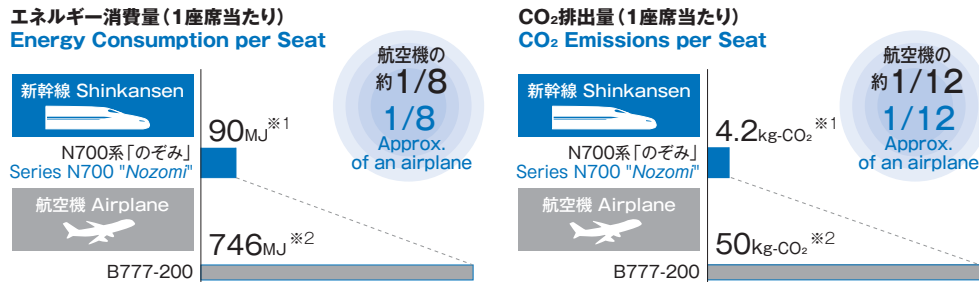 エネルギー消費量(1座席当たり)
Energy Consumption per Seat
航空機の
約1/8
1/8
Approx.
of an airplane
新幹線 Shinkansen
90MJ※1
N700系「のぞみ」
Series N700 "Nozomi"
航空機 Airplane
746MJ※2
B777-200
CO₂排出量(1座席当たり)
CO₂ Emissions per Seat
航空機の
約1/12
1/12
Approx.
of an airplane
新幹線 Shinkansen
4.2kg-CO₂※1
N700系「のぞみ」
Series N700 "Nozomi"
航空機 Airplane
50kg-CO₂※2
B777-200